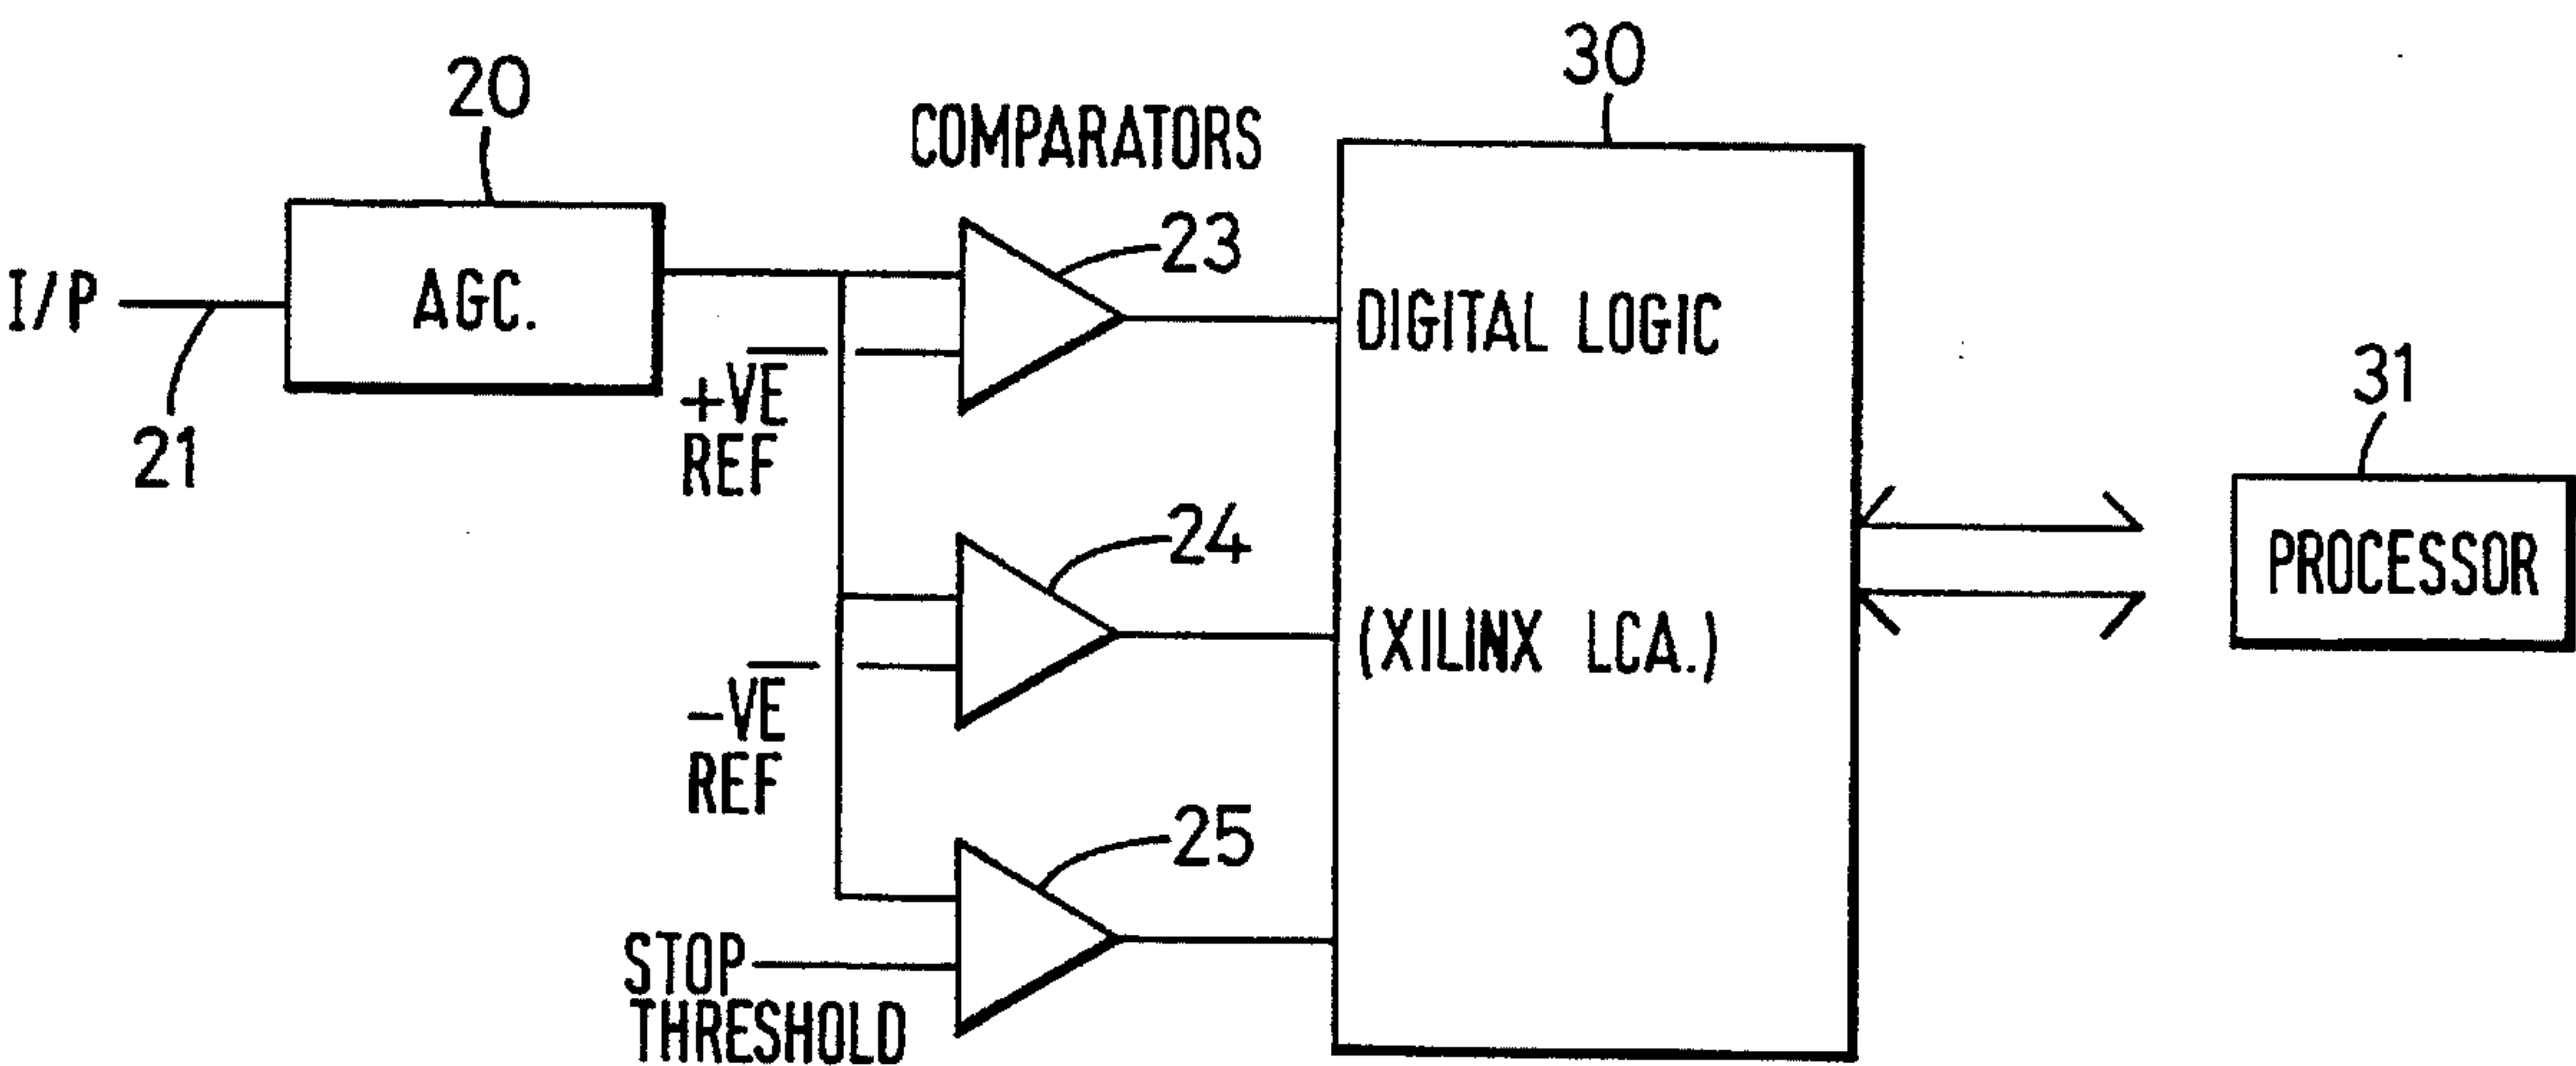 30
20
COMPARATORS
23
I/P
AGC.
DIGITAL LOGIC
21
+VE
REF
31
24
PROCESSOR
(XILINX LCA.)
-VE
REF
25
STOP
THRESHOLD